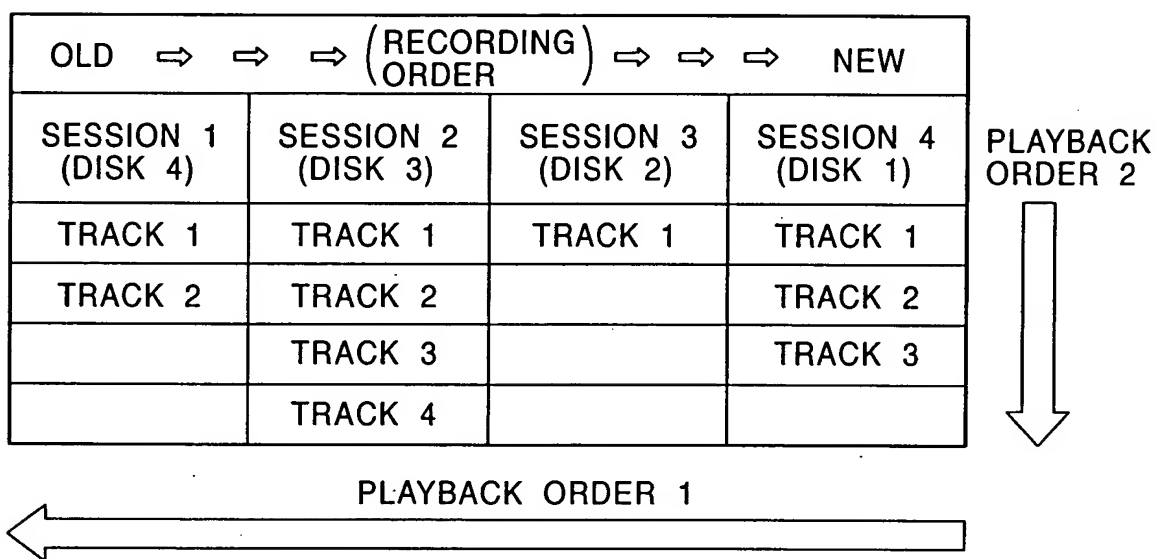 OLD ⇨ ⇨ ⇨ (RECORDING ORDER) ⇨ ⇨ ⇨ NEW
SESSION 1 (DISK 4) SESSION 2 (DISK 3) SESSION 3 (DISK 2) SESSION 4 (DISK 1)
PLAYBACK
ORDER 2
TRACK 1 TRACK 1 TRACK 1 TRACK 1
TRACK 2 TRACK 2 TRACK 2
TRACK 3 TRACK 3
TRACK 4
PLAYBACK ORDER 1